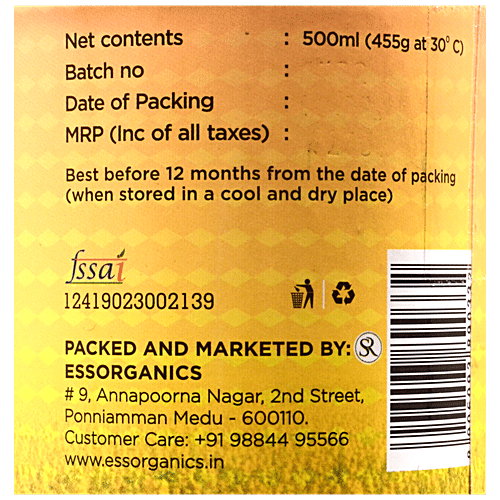 Net contents : 500ml (455g at 30° C)
Batch no :
Date of Packing :
MRP (Inc of all taxes) :
Best before 12 months from the date of packing
(when stored in a cool and dry place)
fssai
12419023002139
PACKED AND MARKETED BY: SR
ESSORGANICS
# 9, Annapoorna Nagar, 2nd Street,
Ponniamman Medu - 600110.
Customer Care: +91 98844 95566
www.essorganics.in